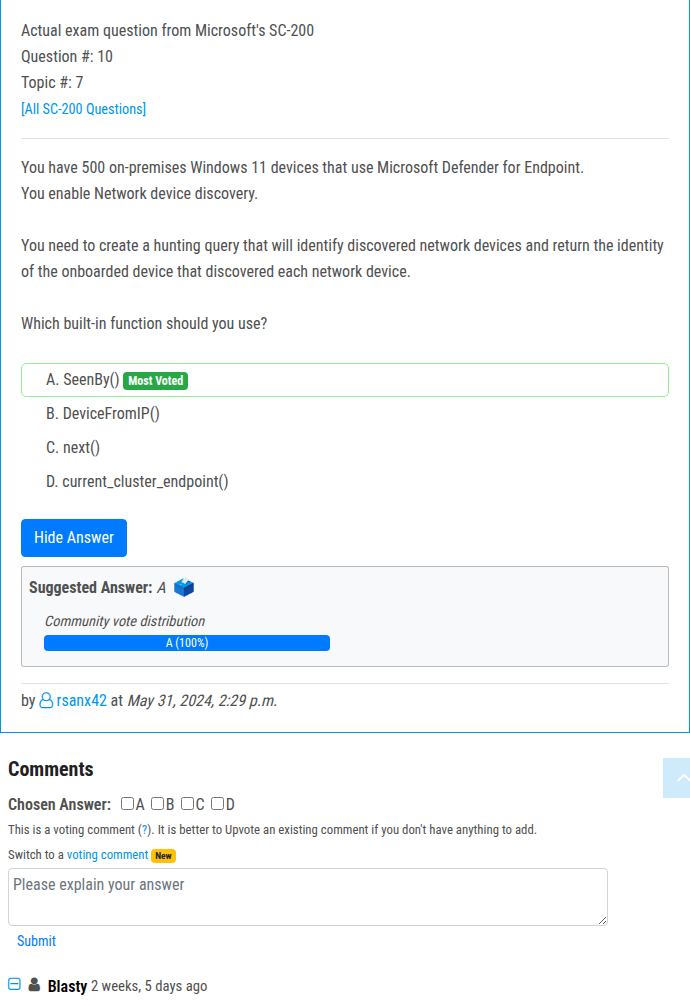 Actual exam question from Microsoft's SC-200
Question #: 10
Topic #: 7
[All SC-200 Questions]
You have 500 on-premises Windows 11 devices that use Microsoft Defender for Endpoint.
You enable Network device discovery.
You need to create a hunting query that will identify discovered network devices and return the identity
of the onboarded device that discovered each network device.
Which built-in function should you use?
A. SeenBy() Most Voted
B. DeviceFromIP()
C. next()
D. current_cluster_endpoint()
Hide Answer
Suggested Answer: A
Community vote distribution
A (100%)
by rsanx42 at May 31, 2024, 2:29 p.m.
Comments
Chosen Answer: A B C D
This is a voting comment (?). It is better to Upvote an existing comment if you don't have anything to add.
Switch to a voting comment New
Please explain your answer
Submit
Blasty 2 weeks, 5 days ago